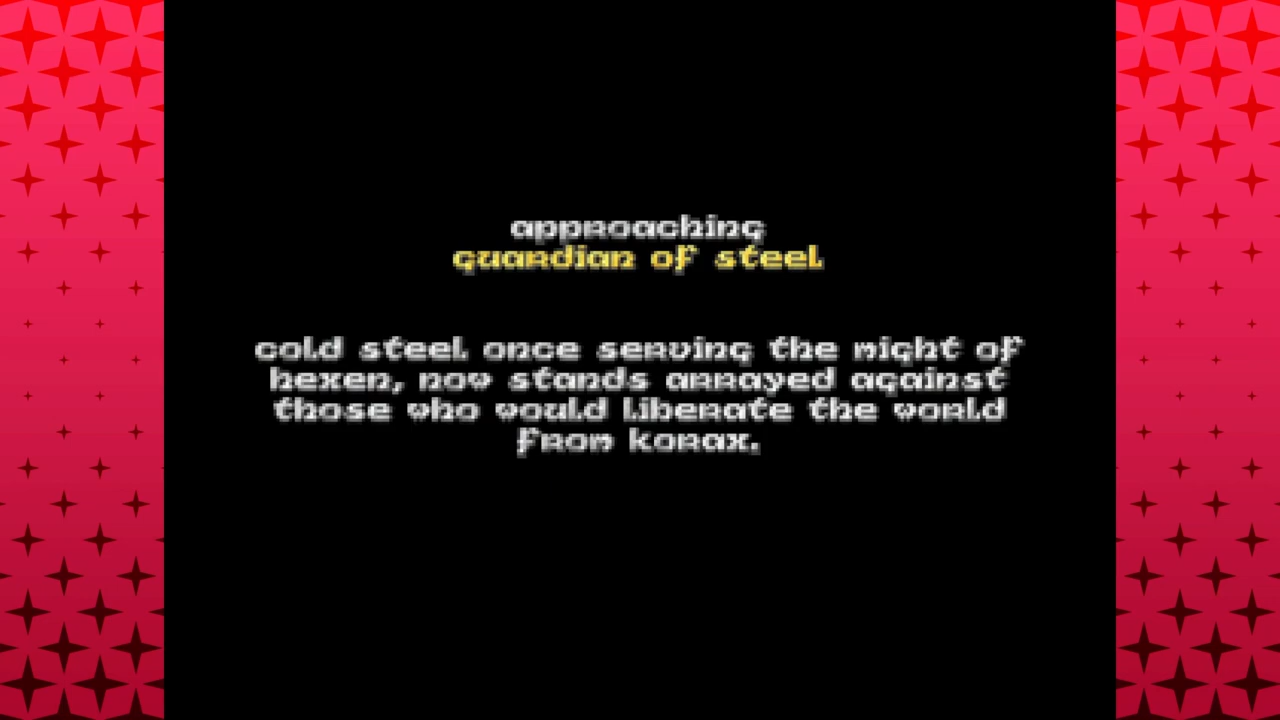 approaching
guardian of steel
cold steel once serving the might of
hexen, now stands arrayed against
those who would liberate the world
from korax.